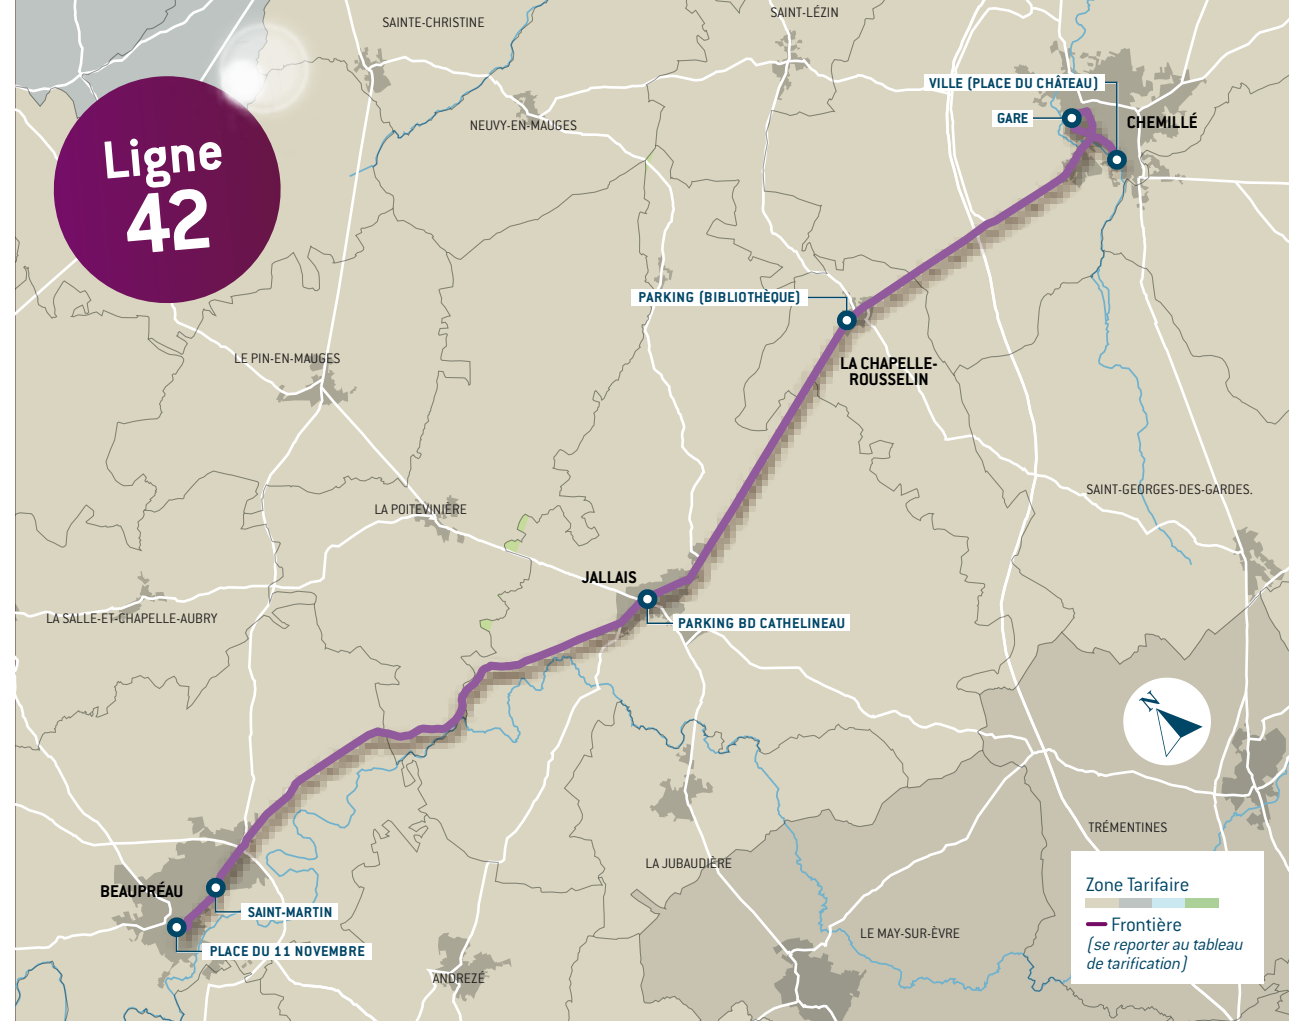 SAINTE-CHRISTINE
SAINT-LÉZIN
VILLE (PLACE DU CHÂTEAU)
GARE
CHEMILLÉ
NEUVY-EN-MAUGES
Ligne
42
PARKING (BIBLIOTHÈQUE)
LE PIN-EN-MAUGES
LA CHAPELLE-
ROUSSELIN
SAINT-GEORGES-DES-GARDES.
LA POITEVINIÈRE
JALLAIS
LA SALLE-ET-CHAPELLE-AUBRY
PARKING BD CATHELINEAU
N
TRÉMENTINES
LA JUBAUDIÈRE
BEAUPRÉAU
SAINT-MARTIN
PLACE DU 11 NOVEMBRE
LE MAY-SUR-ÈVRE
ANDREZÉ
Zone Tarifaire
Frontière
(se reporter au tableau
de tarification)